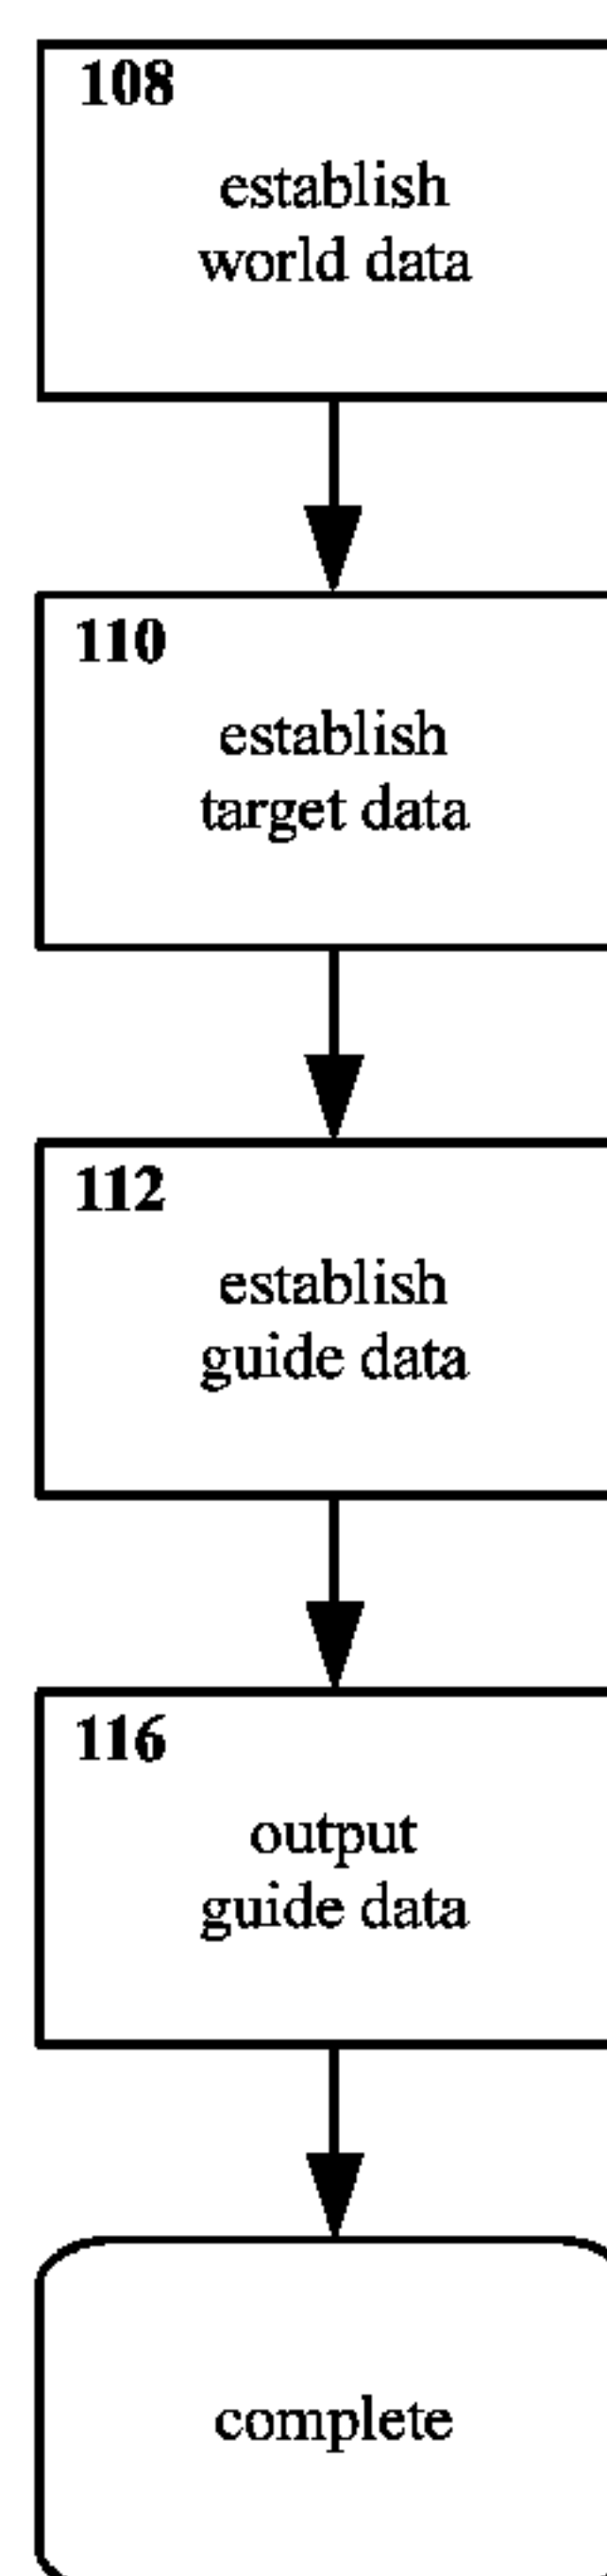 108
establish
world data
110
establish
target data
112
establish
guide data
116
output
guide data
complete